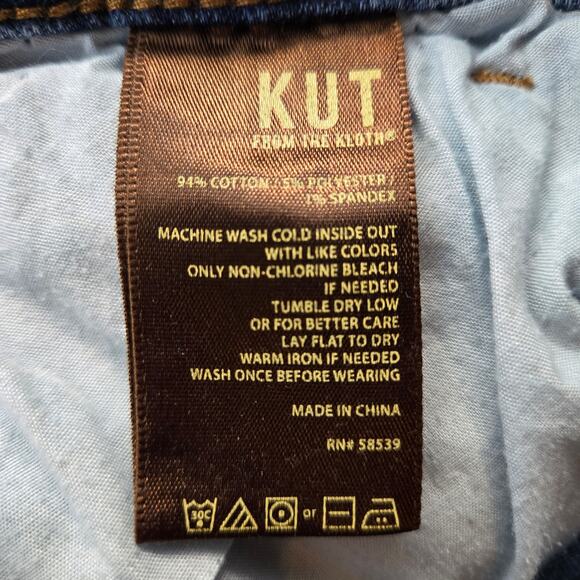 KUT
FROM THE KLOTH®
94% COTTON / 5% POLYESTER /
1% SPANDEX
MACHINE WASH COLD INSIDE OUT
WITH LIKE COLORS
ONLY NON-CHLORINE BLEACH
IF NEEDED
TUMBLE DRY LOW
OR FOR BETTER CARE
LAY FLAT TO DRY
WARM IRON IF NEEDED
WASH ONCE BEFORE WEARING
MADE IN CHINA
RN# 58539
30C or